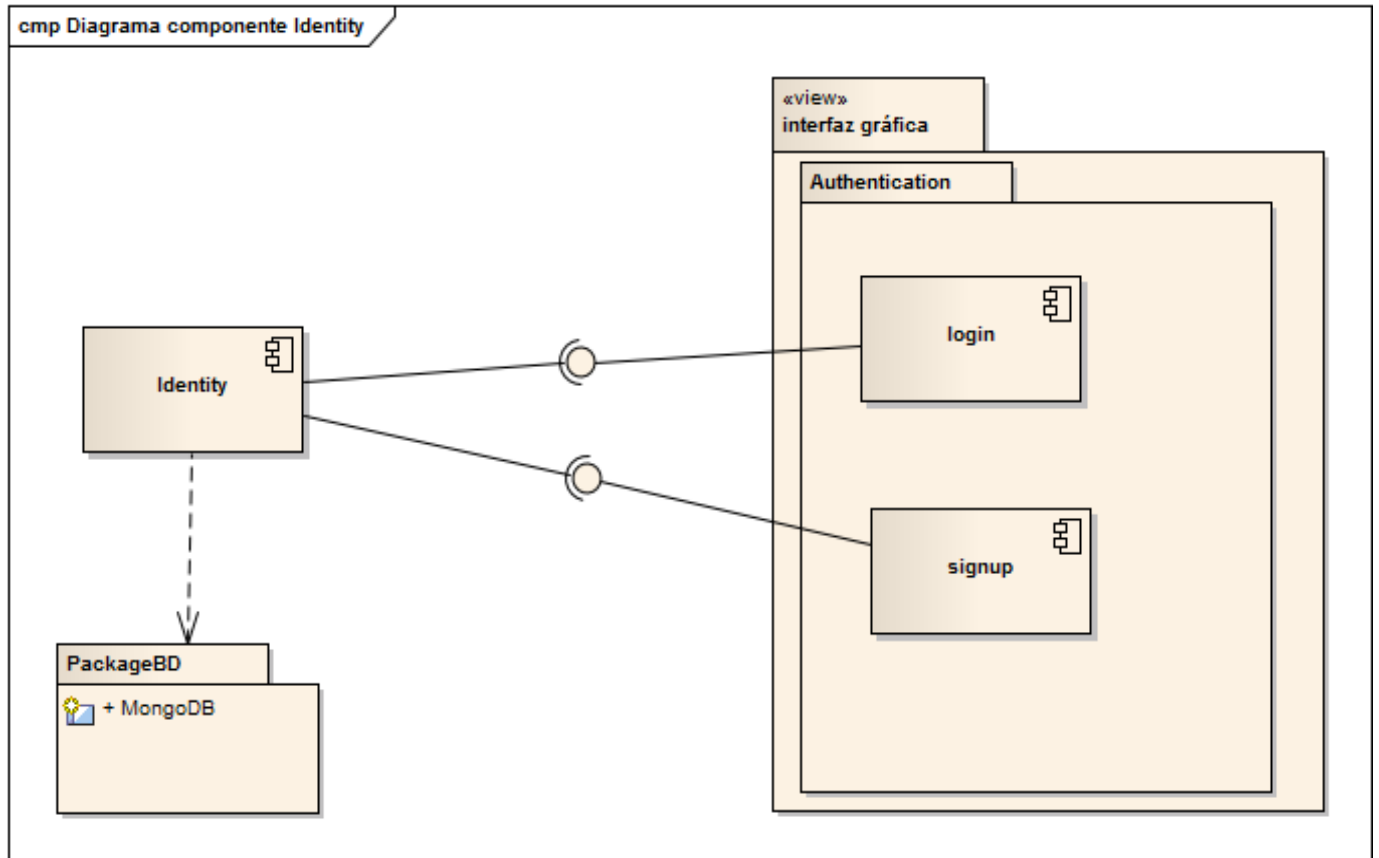 cmp Diagrama componente Identity
«view»
interfaz gráfica
Authentication
login
Identity
signup
PackageBD
+ MongoDB